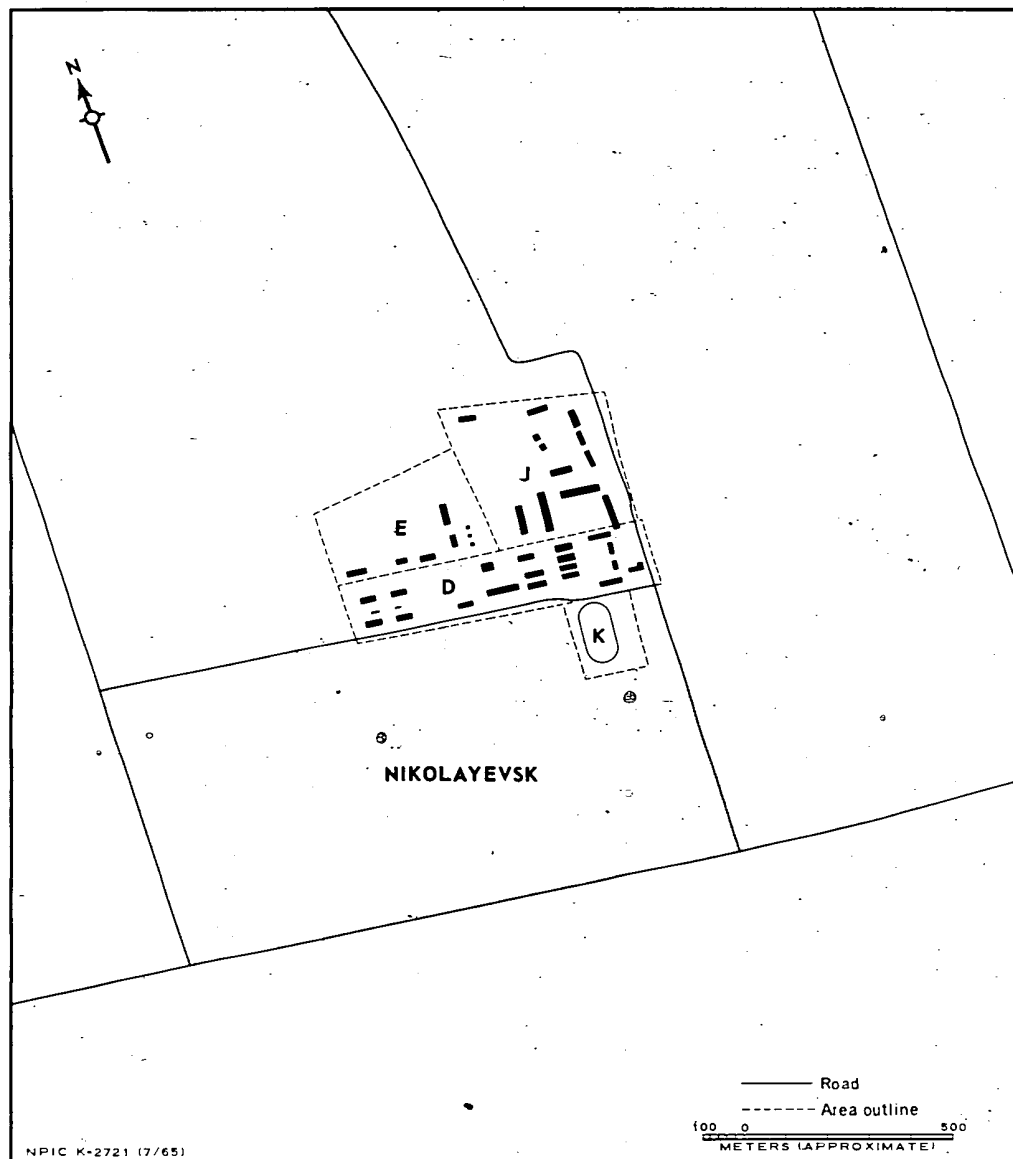 N
J
E
D
K
NIKOLAYEVSK
Road
Area outline
100 0 500
METERS (APPROXIMATE)
NPIC K-2721 (7/65)